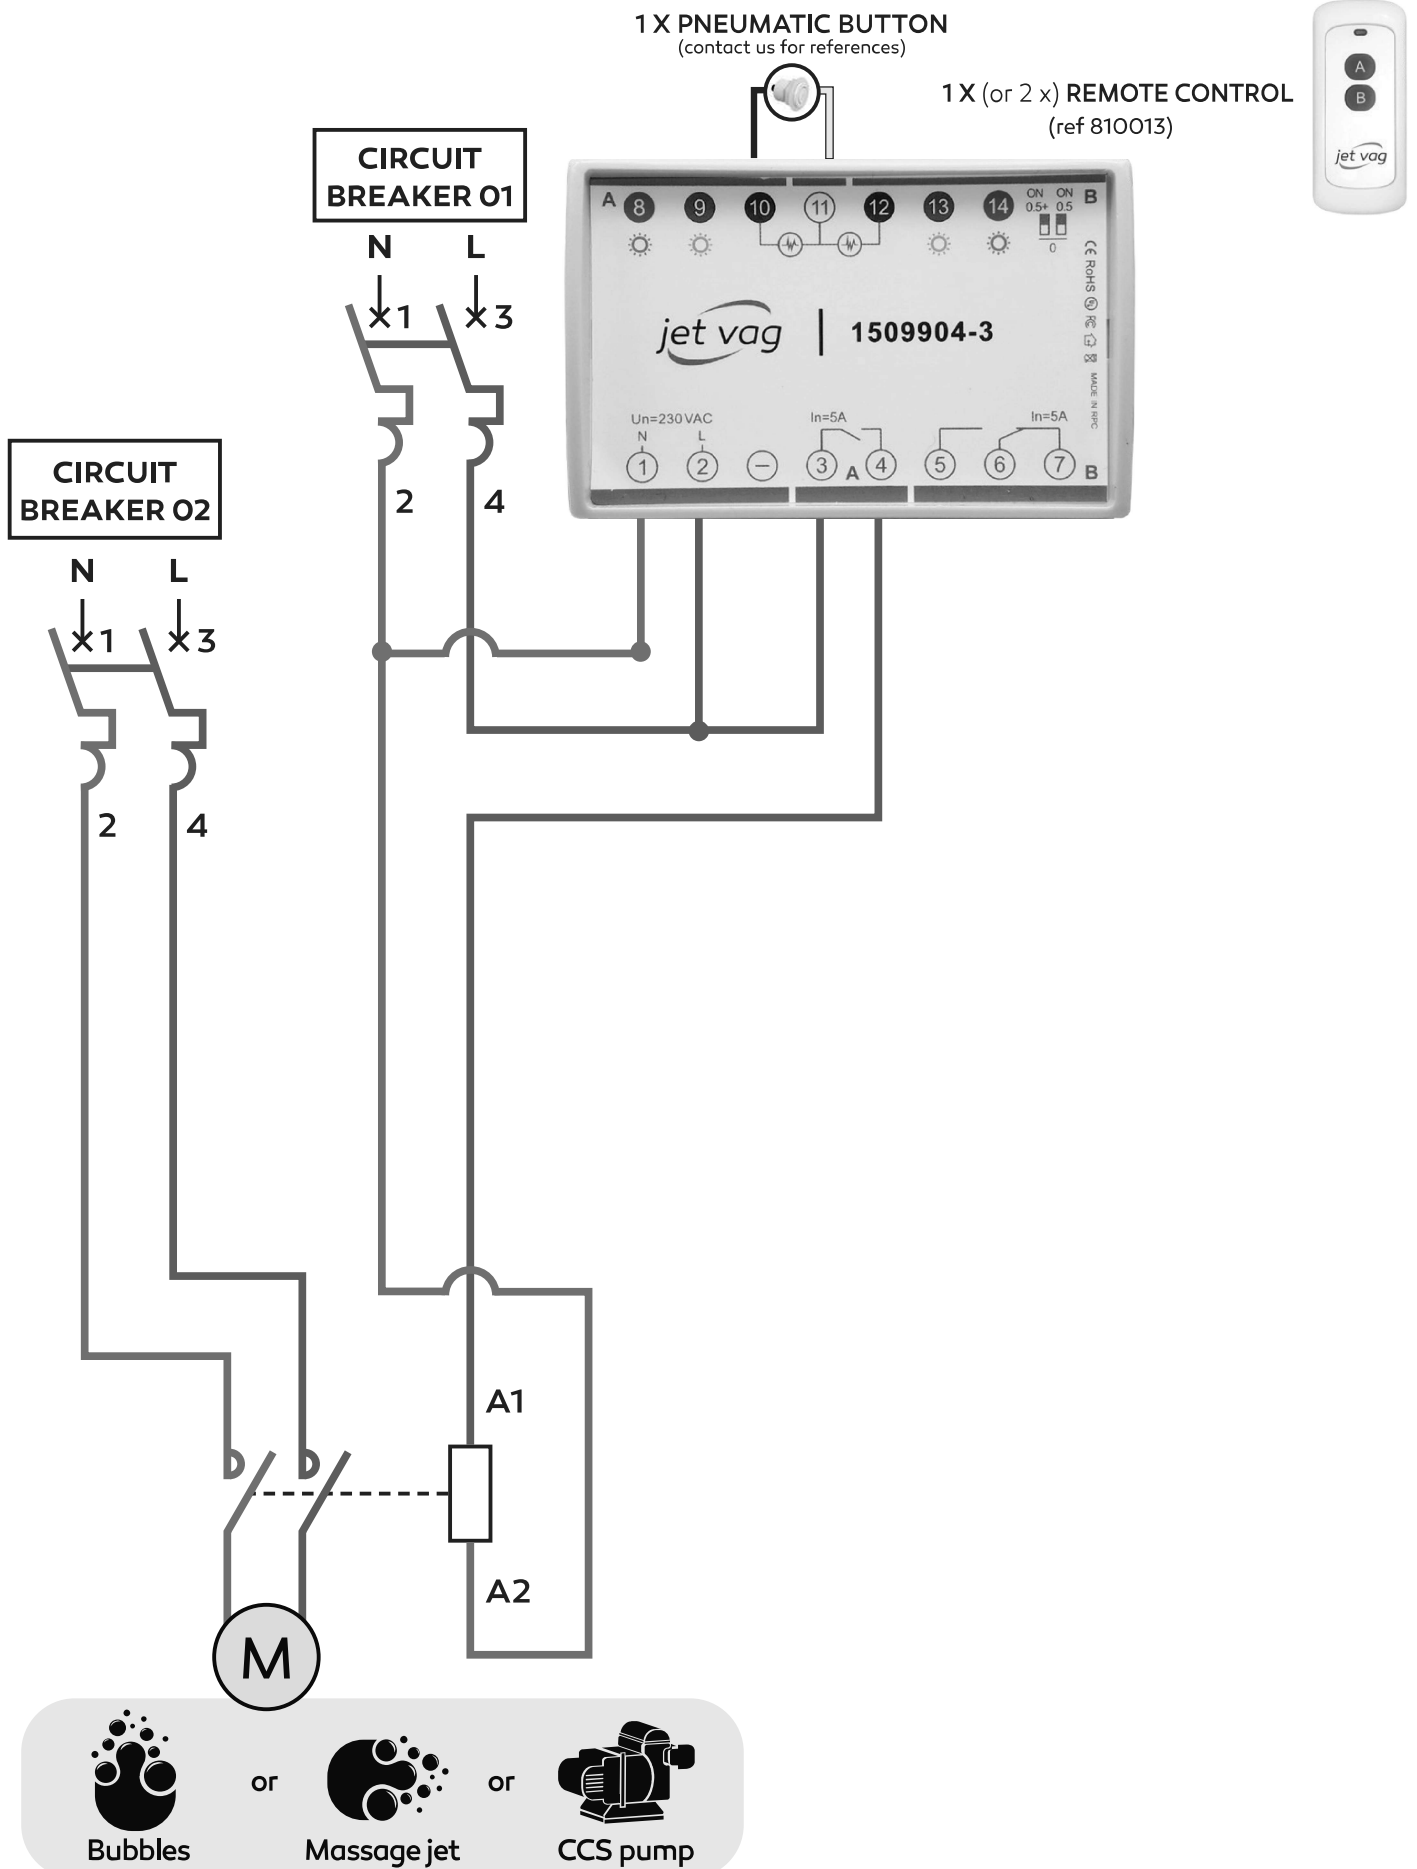 1 X PNEUMATIC BUTTON
(contact us for references)
1 X (or 2 x) REMOTE CONTROL
(ref 810013)
A
B
jet vag
CIRCUIT
BREAKER 01
N L
1 3
2 4
A 8 9 10 11 12 13 14 ON ON B
0.5+ 0.5
0
jet vag | 1509904-3
CE RoHS
MADE IN RPC
Un=230 VAC In=5A In=5A
N L
1 2 – 3 A 4 5 6 7 B
CIRCUIT
BREAKER 02
N L
1 3
2 4
A1
A2
M
or or
Bubbles Massage jet CCS pump